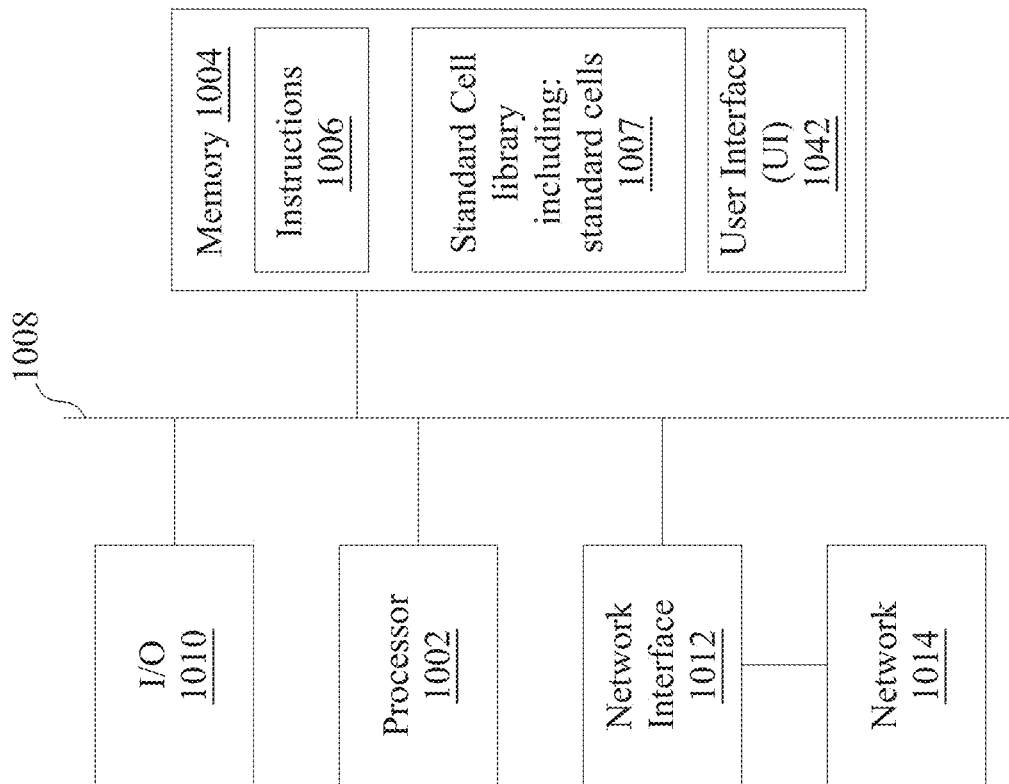 1008
I/O
1010
Processor
1002
Network
Interface
1012
Network
1014
Memory 1004
Instructions
1006
Standard Cell
library
including:
standard cells
1007
User Interface
(UI)
1042